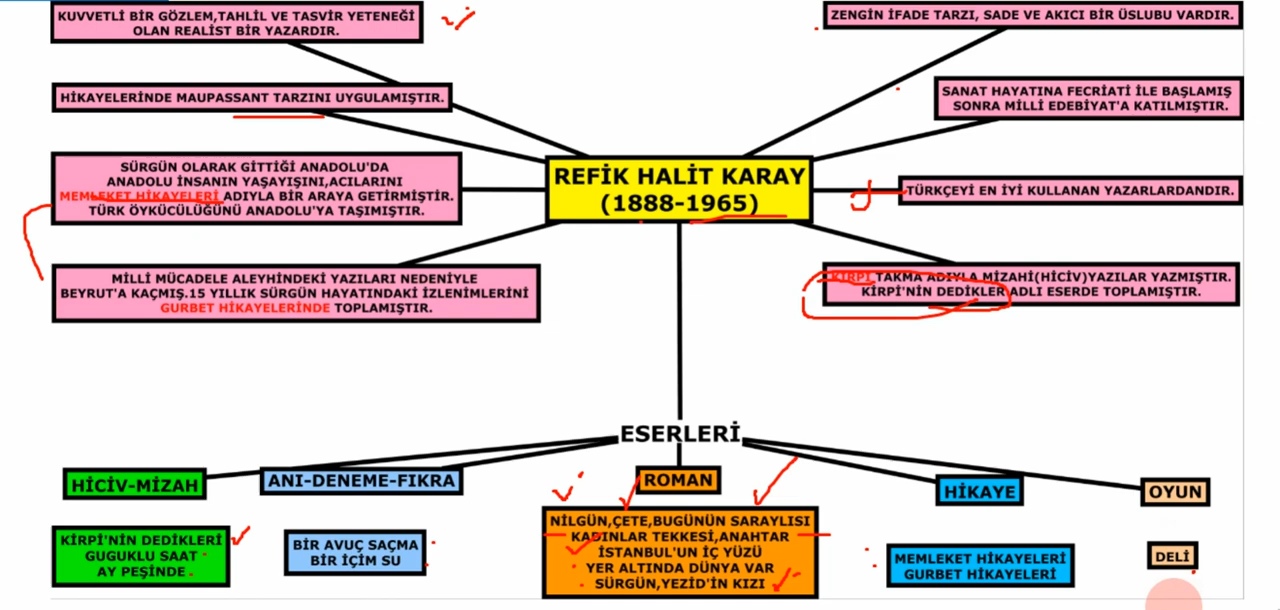 KUVVETLİ BİR GÖZLEM,TAHLİL VE TASVİR YETENEĞİ
OLAN REALİST BİR YAZARDIR.
HİKAYELERİNDE MAUPASSANT TARZINI UYGULAMIŞTIR.
SÜRGÜN OLARAK GİTTİĞİ ANADOLU'DA
ANADOLU İNSANIN YAŞAYIŞINI,ACILARINI
MEMLEKET HİKAYELERİ ADIYLA BİR ARAYA GETİRMİŞTİR.
TÜRK ÖYKÜCÜLÜĞÜNÜ ANADOLU'YA TAŞIMIŞTIR.
MİLLİ MÜCADELE ALEYHİNDEKİ YAZILARI NEDENİYLE
BEYRUT'A KAÇMIŞ.15 YILLIK SÜRGÜN HAYATINDAKİ İZLENİMLERİNİ
GURBET HİKAYELERİNDE TOPLAMIŞTIR.
REFİK HALİT KARAY
(1888-1965)
ZENGİN İFADE TARZI, SADE VE AKICI BİR ÜSLUBU VARDIR.
SANAT HAYATINA FECRİATİ İLE BAŞLAMIŞ
SONRA MİLLİ EDEBİYAT'A KATILMIŞTIR.
TÜRKÇEYİ EN İYİ KULLANAN YAZARLARDANDIR.
KİRPİ TAKMA ADIYLA MİZAHİ(HİCİV)YAZILAR YAZMIŞTIR.
KİRPİ'NİN DEDİKLER ADLI ESERDE TOPLAMIŞTIR.
ESERLERİ
HİCİV-MİZAH
KİRPİ'NİN DEDİKLERİ
GUGUKLU SAAT
AY PEŞİNDE
ANI-DENEME-FIKRA
BİR AVUÇ SAÇMA
BİR İÇİM SU
ROMAN
NİLGÜN,ÇETE,BUGÜNÜN SARAYLISI
KADINLAR TEKKESİ,ANAHTAR
İSTANBUL'UN İÇ YÜZÜ
YER ALTINDA DÜNYA VAR
SÜRGÜN,YEZİD'İN KIZI
HİKAYE
MEMLEKET HİKAYELERİ
GURBET HİKAYELERİ
OYUN
DELİ